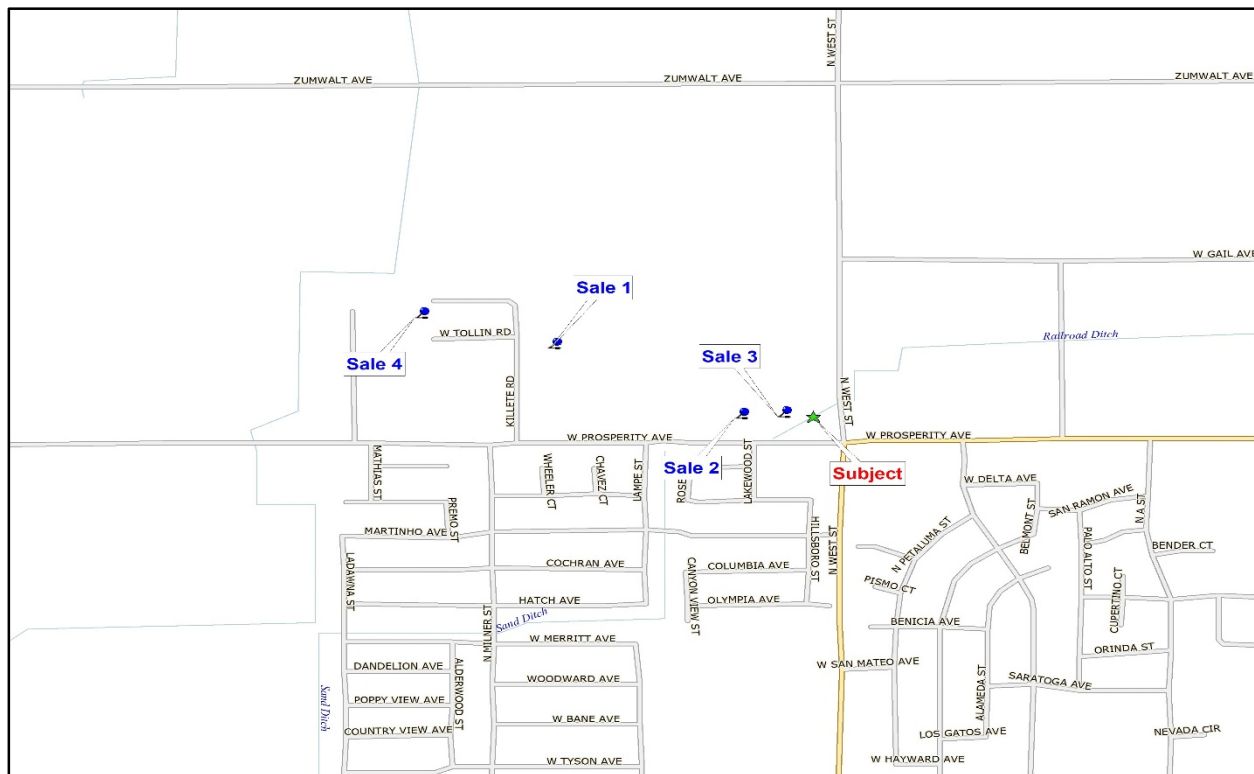 N WEST ST
ZUMWALT AVE
ZUMWALT AVE
ZUMWALT AVE
W GAIL AVE
Sale 1
W TOLLIN RD
Railroad Ditch
Sale 4
Sale 3
KILLETE RD
N WEST ST
W PROSPERITY AVE
W PROSPERITY AVE
Sale 2
Subject
MATHIAS ST
WHEELER CT
CHAVEZ CT
LAMPE ST
ROSE
LAKEWOOD ST
W DELTA AVE
SAN RAMON AVE
N A ST
PREMO ST
MARTINHO AVE
HILLSBORO ST
N WEST ST
N PETALUMA ST
BELMONT ST
PALO ALTO ST
BENDER CT
COCHRAN AVE
COLUMBIA AVE
LADAWNA ST
CANYON VIEW ST
PISMO CT
CUPERTINO CT
HATCH AVE
OLYMPIA AVE
Sand Ditch
BENICIA AVE
N MILNER ST
W MERRITT AVE
ORINDA ST
DANDELION AVE
ALDERWOOD ST
WOODWARD AVE
W SAN MATEO AVE
ALAMEDA ST
SARATOGA AVE
Sand Ditch
POPPY VIEW AVE
W BANE AVE
COUNTRY VIEW AVE
LOS GATOS AVE
NEVADA CIR
W TYSON AVE
W HAYWARD AVE